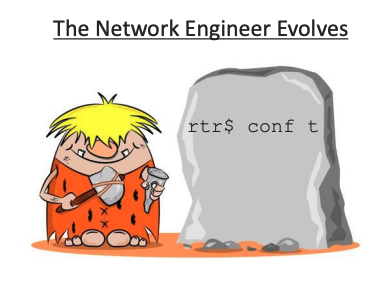 The Network Engineer Evolves
rtr$ conf t